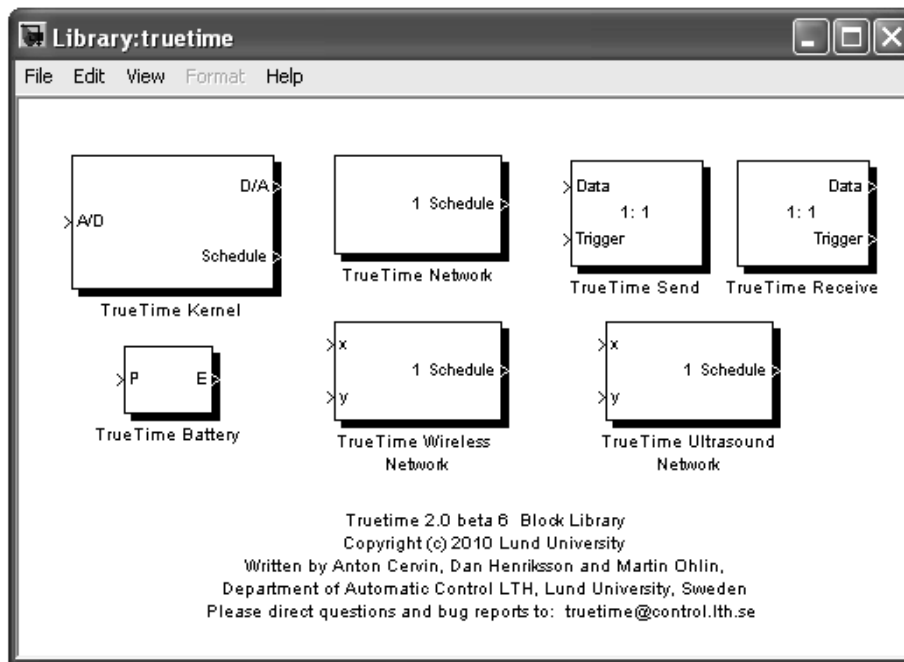 Library:truetime
File Edit View Format Help
D/A
A/D
Schedule
TrueTime Kernel
1 Schedule
TrueTime Network
Data
1: 1
Trigger
TrueTime Send
Data
1: 1
Trigger
TrueTime Receive
P E
TrueTime Battery
x
1 Schedule
y
TrueTime Wireless
Network
x
1 Schedule
y
TrueTime Ultrasound
Network
Truetime 2.0 beta 6 Block Library
Copyright (c) 2010 Lund University
Written by Anton Cervin, Dan Henriksson and Martin Ohlin,
Department of Automatic Control LTH, Lund University, Sweden
Please direct questions and bug reports to: truetime@control.lth.se